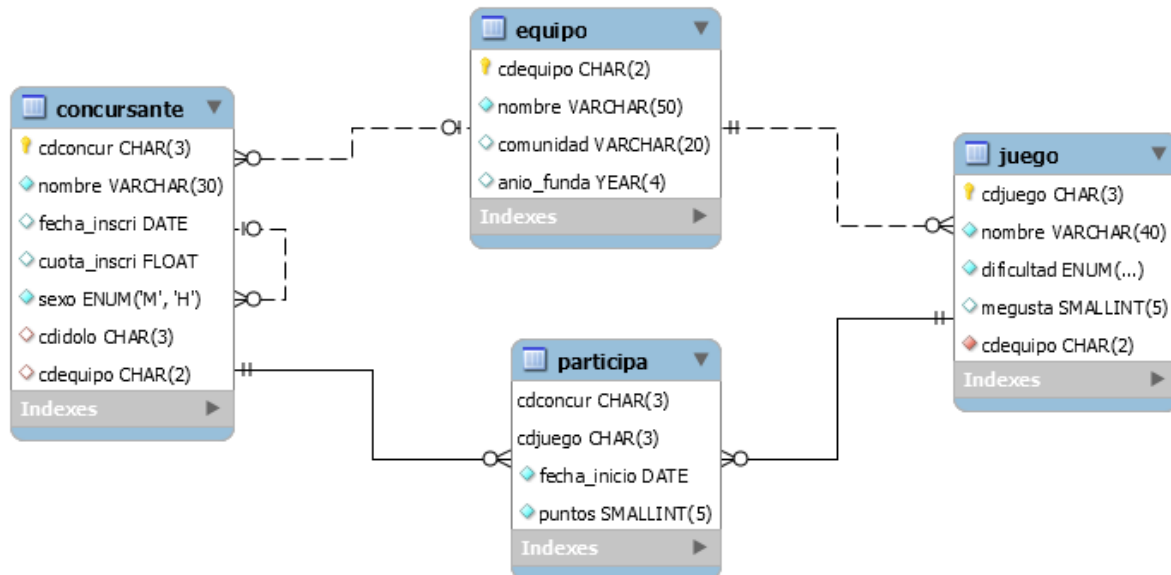 equipo
cdequipo CHAR(2)
nombre VARCHAR(50)
comunidad VARCHAR(20)
anio_funda YEAR(4)
Indexes
concursante
cdconcur CHAR(3)
nombre VARCHAR(30)
fecha_inscri DATE
cuota_inscri FLOAT
sexo ENUM('M', 'H')
cdidolo CHAR(3)
cdequipo CHAR(2)
Indexes
juego
cdjuego CHAR(3)
nombre VARCHAR(40)
dificultad ENUM(...)
megusta SMALLINT(5)
cdequipo CHAR(2)
Indexes
participa
cdconcur CHAR(3)
cdjuego CHAR(3)
fecha_inicio DATE
puntos SMALLINT(5)
Indexes